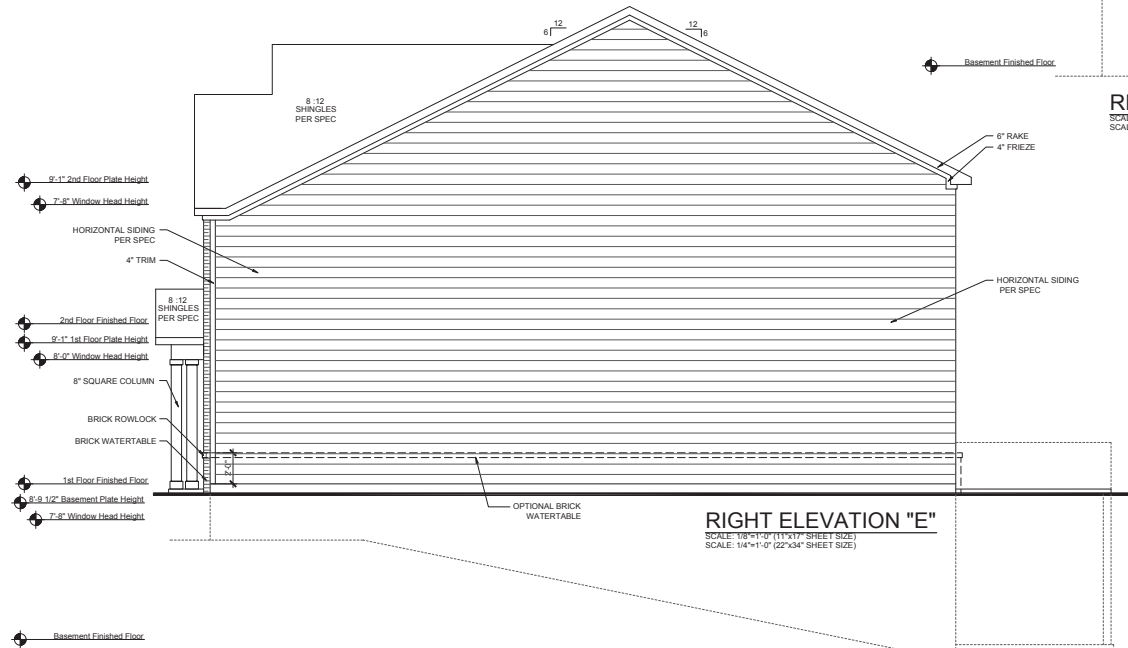 12
6
12
6
Basement Finished Floor
8 :12
SHINGLES
PER SPEC
6" RAKE
4" FRIEZE
9'-1" 2nd Floor Plate Height
7'-8" Window Head Height
HORIZONTAL SIDING
PER SPEC
4" TRIM
HORIZONTAL SIDING
PER SPEC
8 :12
SHINGLES
PER SPEC
2nd Floor Finished Floor
9'-1" 1st Floor Plate Height
8'-0" Window Head Height
8" SQUARE COLUMN
BRICK ROWLOCK
BRICK WATERTABLE
2'-0"
1st Floor Finished Floor
8'-9 1/2" Basement Plate Height
7'-8" Window Head Height
OPTIONAL BRICK
WATERTABLE
RIGHT ELEVATION "E"
SCALE: 1/8"=1'-0" (11"x17" SHEET SIZE)
SCALE: 1/4"=1'-0" (22"x34" SHEET SIZE)
Basement Finished Floor